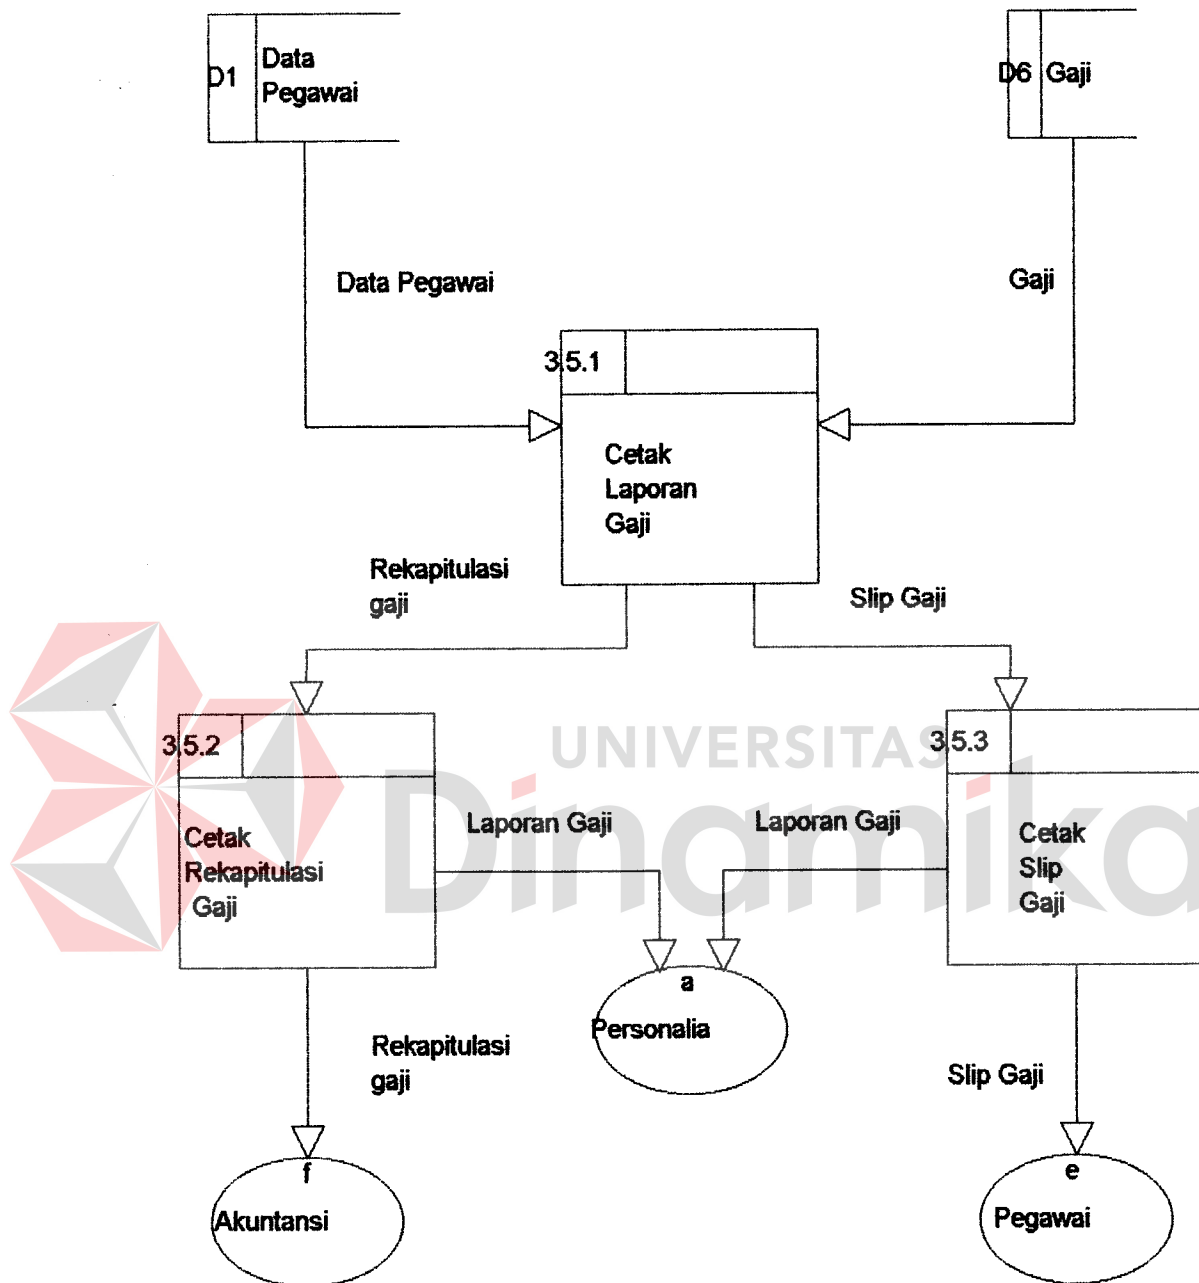 D1
Data
Pegawai
D6
Gaji
Data Pegawai
Gaji
3.5.1
Cetak
Laporan
Gaji
Rekapitulasi
gaji
Slip Gaji
3.5.2
UNIVERSITAS
Dinamika
3.5.3
Cetak
Rekapitulasi
Gaji
Laporan Gaji
Laporan Gaji
Cetak
Slip
Gaji
a
Personalia
Rekapitulasi
gaji
Slip Gaji
f
Akuntansi
e
Pegawai